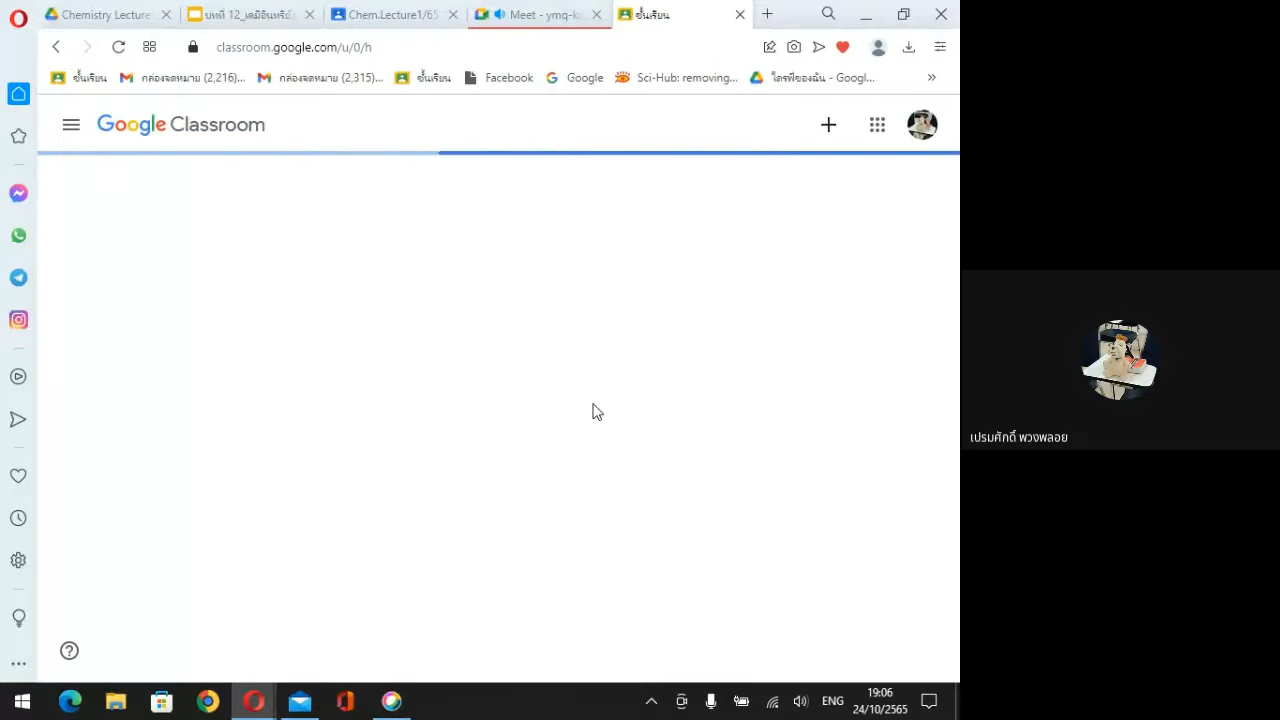 Chemistry Lecture
บทที่ 12_เคมีอินทรีย์
Chem.Lecture1/65
Meet - ymq-k
ชั้นเรียน
classroom.google.com/u/0/h
ชั้นเรียน
กล่องจดหมาย (2,216)...
กล่องจดหมาย (2,315)...
ชั้นเรียน
Facebook
Google
Sci-Hub: removing...
ไดรฟ์ของฉัน - Googl...
Google Classroom
เปรมศักดิ์ พวงพลอย
ENG
19:06
24/10/2565